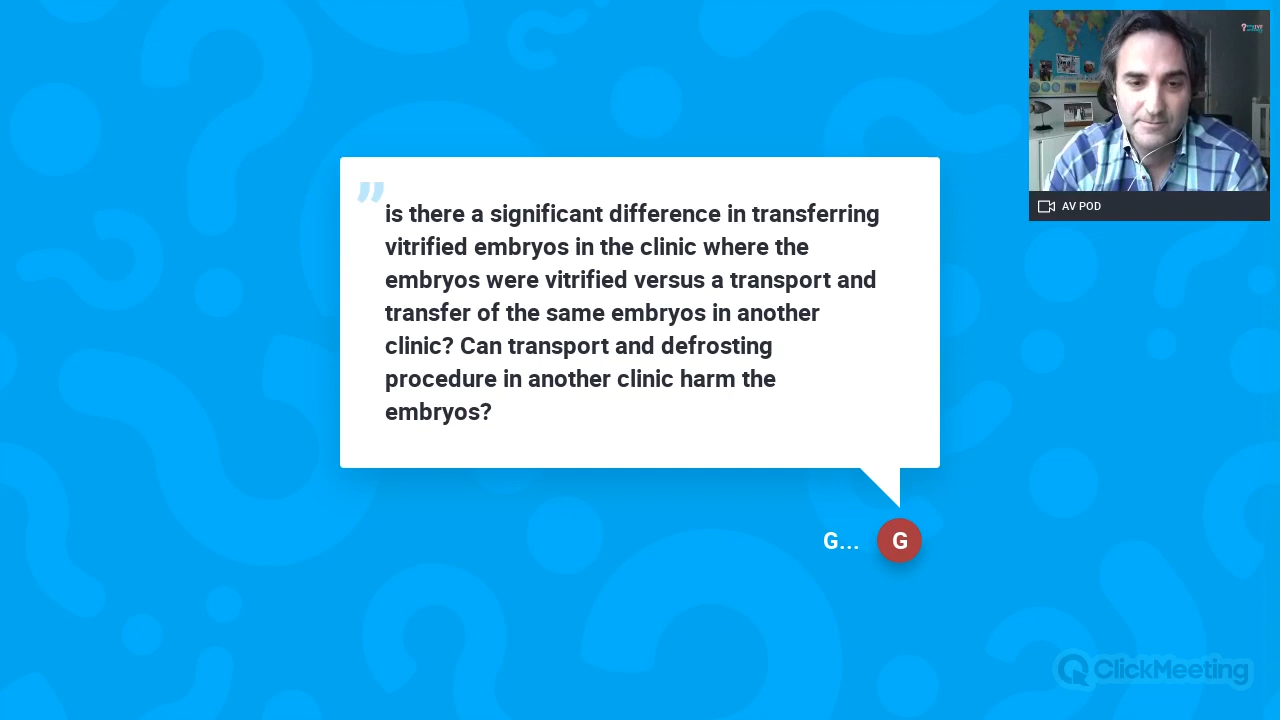 AV POD
is there a significant difference in transferring
vitrified embryos in the clinic where the
embryos were vitrified versus a transport and
transfer of the same embryos in another
clinic? Can transport and defrosting
procedure in another clinic harm the
embryos?
G...
G
ClickMeeting